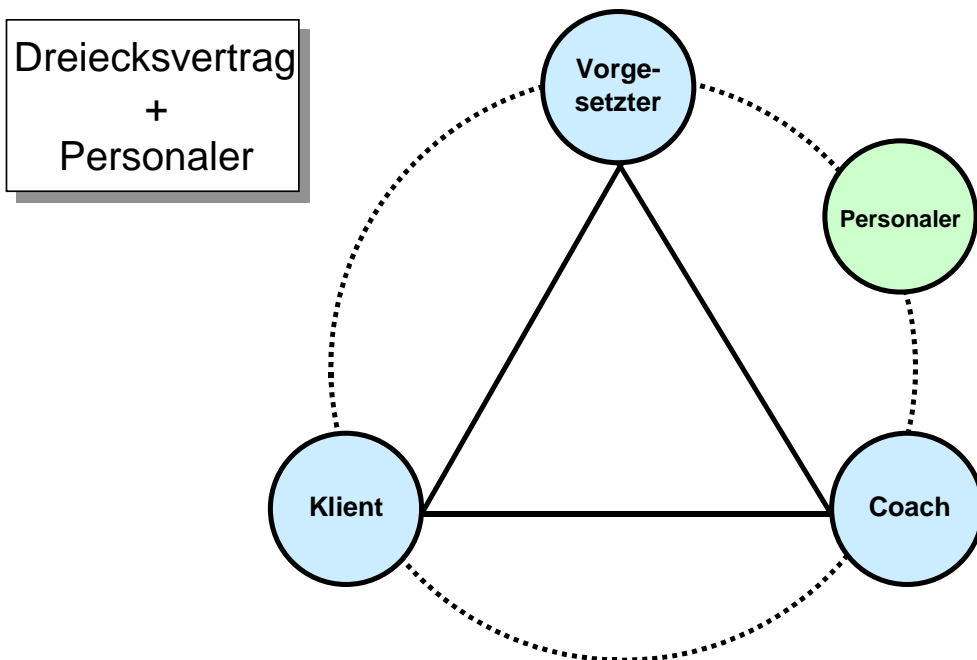 Dreiecksvertrag
+
Personaler
Vorge-
setzter
Personaler
Klient
Coach